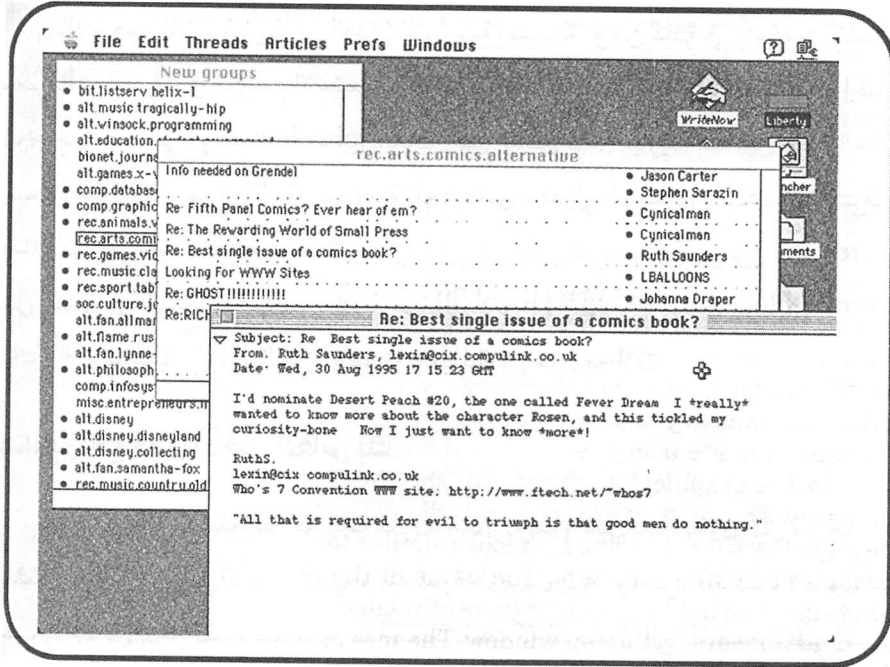 File Edit Threads Articles Prefs Windows
New groups
bit.listserv.helix-l
alt.music.tragically-hip
alt.winsock.programming
alt.education.
bionet.journa
alt.games.x-
comp.databas
comp.graphic
rec.animals.
rec.arts.comi
rec.games.vid
rec.music.cla
rec.sport.tab
soc.culture.j
alt.fan.allmai
alt.flame.rus
alt.fan.lynne-
alt.philosoph
comp.infosys
misc.entrepreneurs.m
alt.disney
alt.disney.disneyland
alt.disney.collecting
alt.fan.samantha-fox
rec.music.country.old
WriteNow
Liberty
ncher
ments
rec.arts.comics.alternative
Info needed on Grendel
Jason Carter
Stephen Sarazin
Re: Fifth Panel Comics? Ever hear of em?
Cynicalman
Re: The Rewarding World of Small Press
Cynicalman
Re: Best single issue of a comics book?
Ruth Saunders
Looking For WWW Sites
LBALLOONS
Re: GHOST!!!!!!!!!!!!
Johanna Draper
Re:RICH
Re: Best single issue of a comics book?
Subject: Re Best single issue of a comics book?
From. Ruth Saunders, lexin@cix.compulink.co.uk
Date· Wed, 30 Aug 1995 17 15 23 GMT
I'd nominate Desert Peach #20, the one called Fever Dream I *really*
wanted to know more about the character Rosen, and this tickled my
curiosity-bone Now I just want to know *more*!
RuthS.
lexin@cix compulink.co.uk
Who's 7 Convention WWW site: http://www.ftech.net/~whos7
"All that is required for evil to triumph is that good men do nothing."